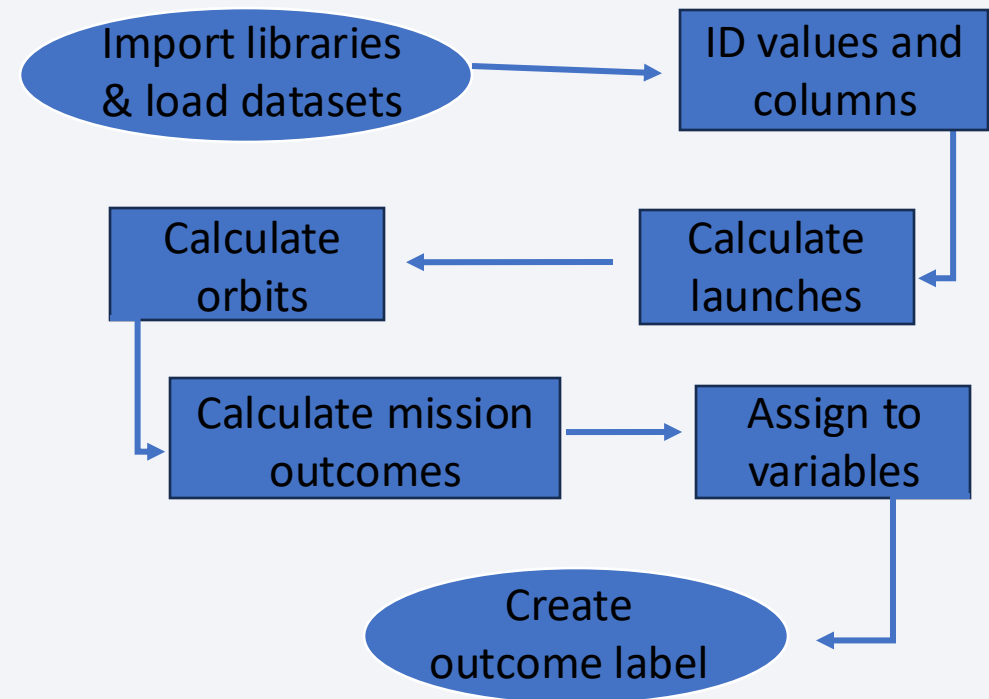 Import libraries
& load datasets
ID values and
columns
Calculate
launches
Calculate
orbits
Calculate mission
outcomes
Assign to
variables
Create
outcome label